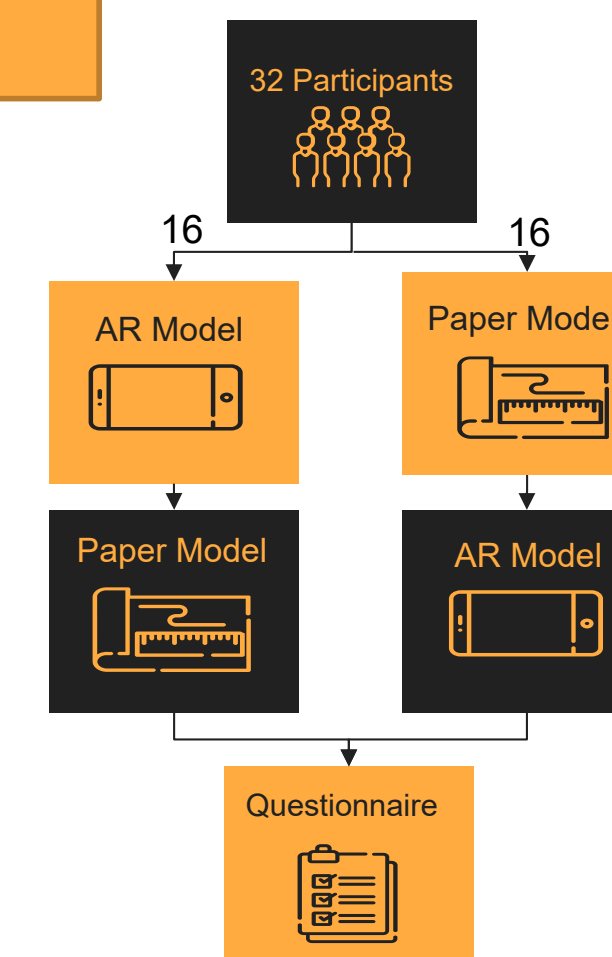 32 Participants
16
16
AR Model
Paper Mode
Paper Model
AR Model
Questionnaire